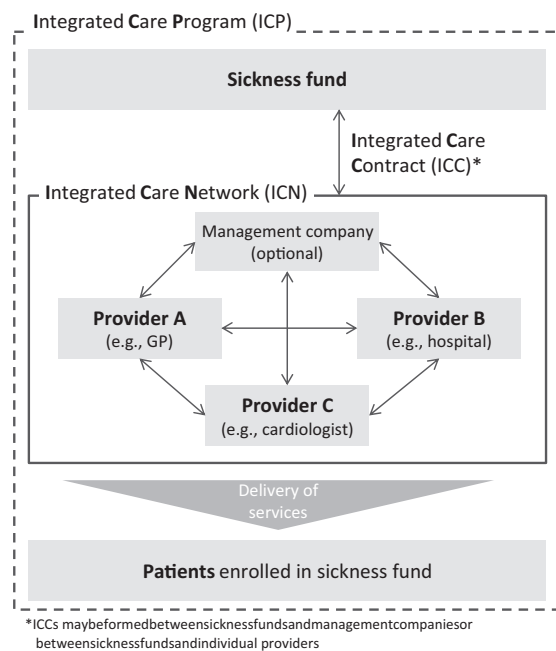 Integrated Care Program (ICP)
Sickness fund
Integrated Care
Contract (ICC)*
Integrated Care Network (ICN)
Management company
(optional)
Provider A
(e.g., GP)
Provider B
(e.g., hospital)
Provider C
(e.g., cardiologist)
Delivery of
services
Patients enrolled in sickness fund
*ICCs maybeformedbetweensicknessfundsandmanagementcompaniesor
betweensicknessfundsandindividual providers